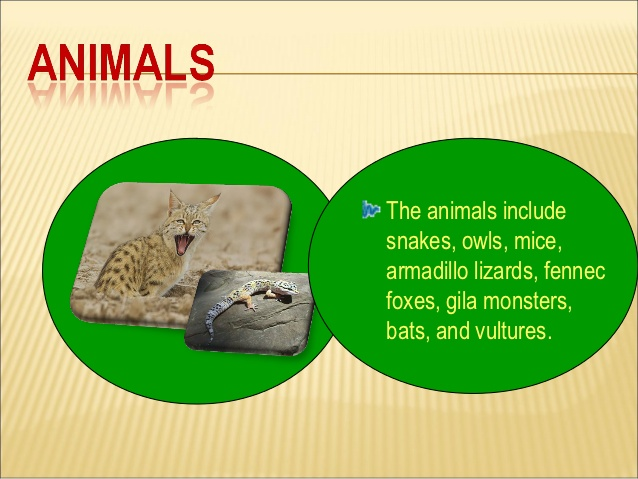 ANIMALS
The animals include
snakes, owls, mice,
armadillo lizards, fennec
foxes, gila monsters,
bats, and vultures.